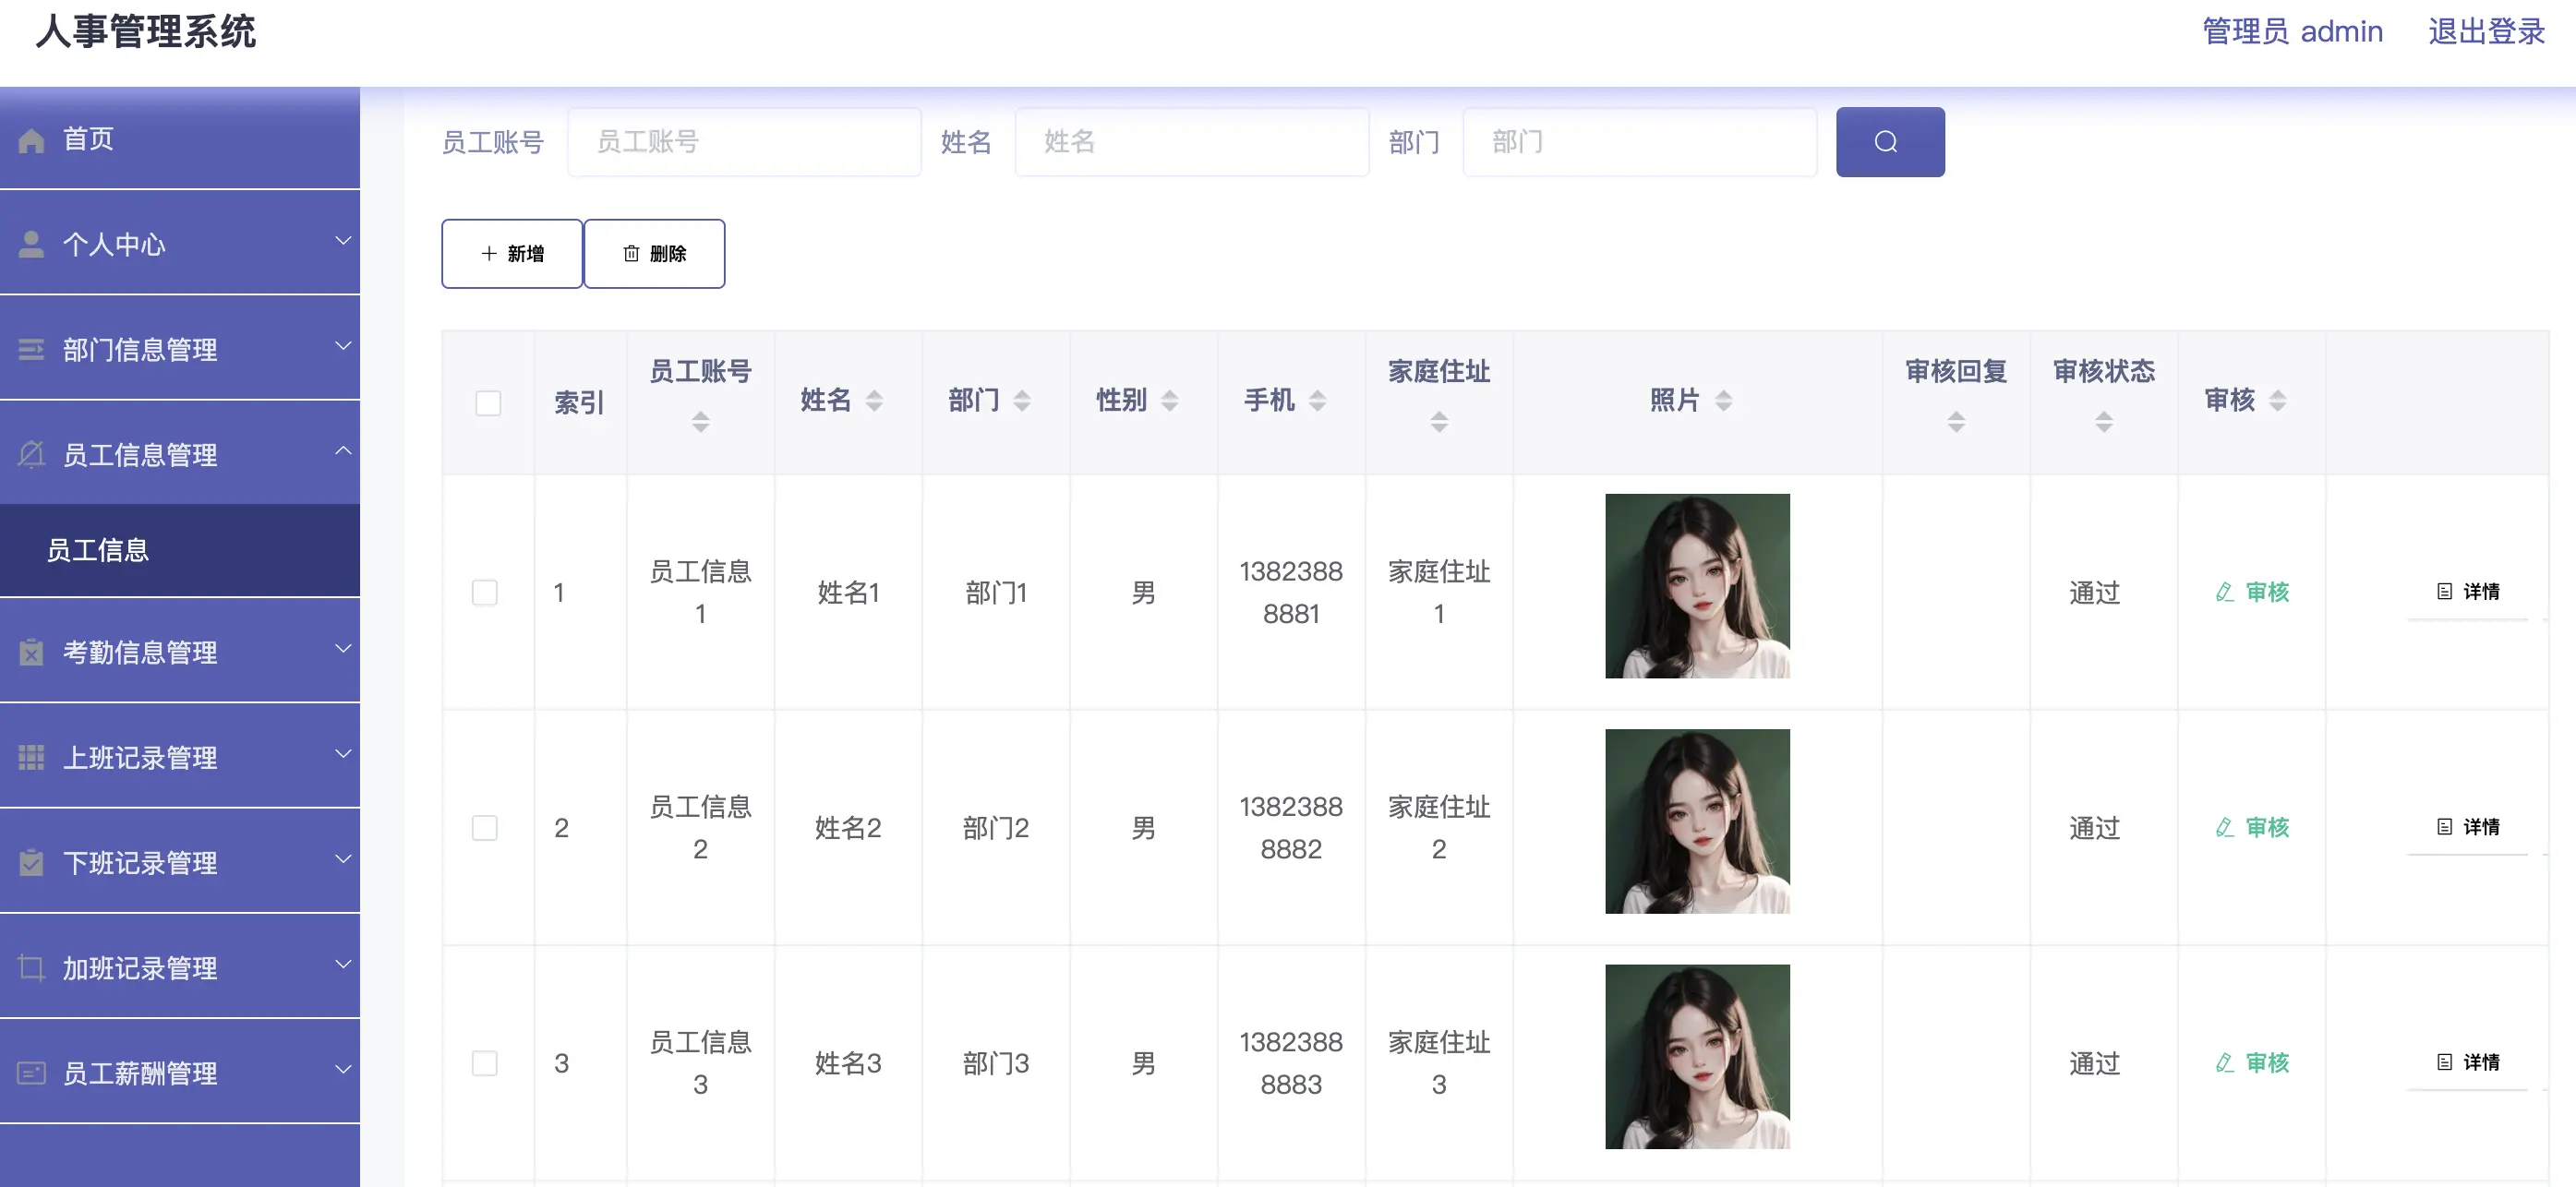 人事管理系统
管理员 admin 退出登录
首页
个人中心
部门信息管理
员工信息管理
员工信息
考勤信息管理
上班记录管理
下班记录管理
加班记录管理
员工薪酬管理
员工账号 员工账号 姓名 姓名 部门 部门
新增 删除
索引 员工账号 姓名 部门 性别 手机 家庭住址 照片 审核回复 审核状态 审核
1 员工信息1 姓名1 部门1 男 13823888881 家庭住址1 通过 审核 详情
2 员工信息2 姓名2 部门2 男 13823888882 家庭住址2 通过 审核 详情
3 员工信息3 姓名3 部门3 男 13823888883 家庭住址3 通过 审核 详情